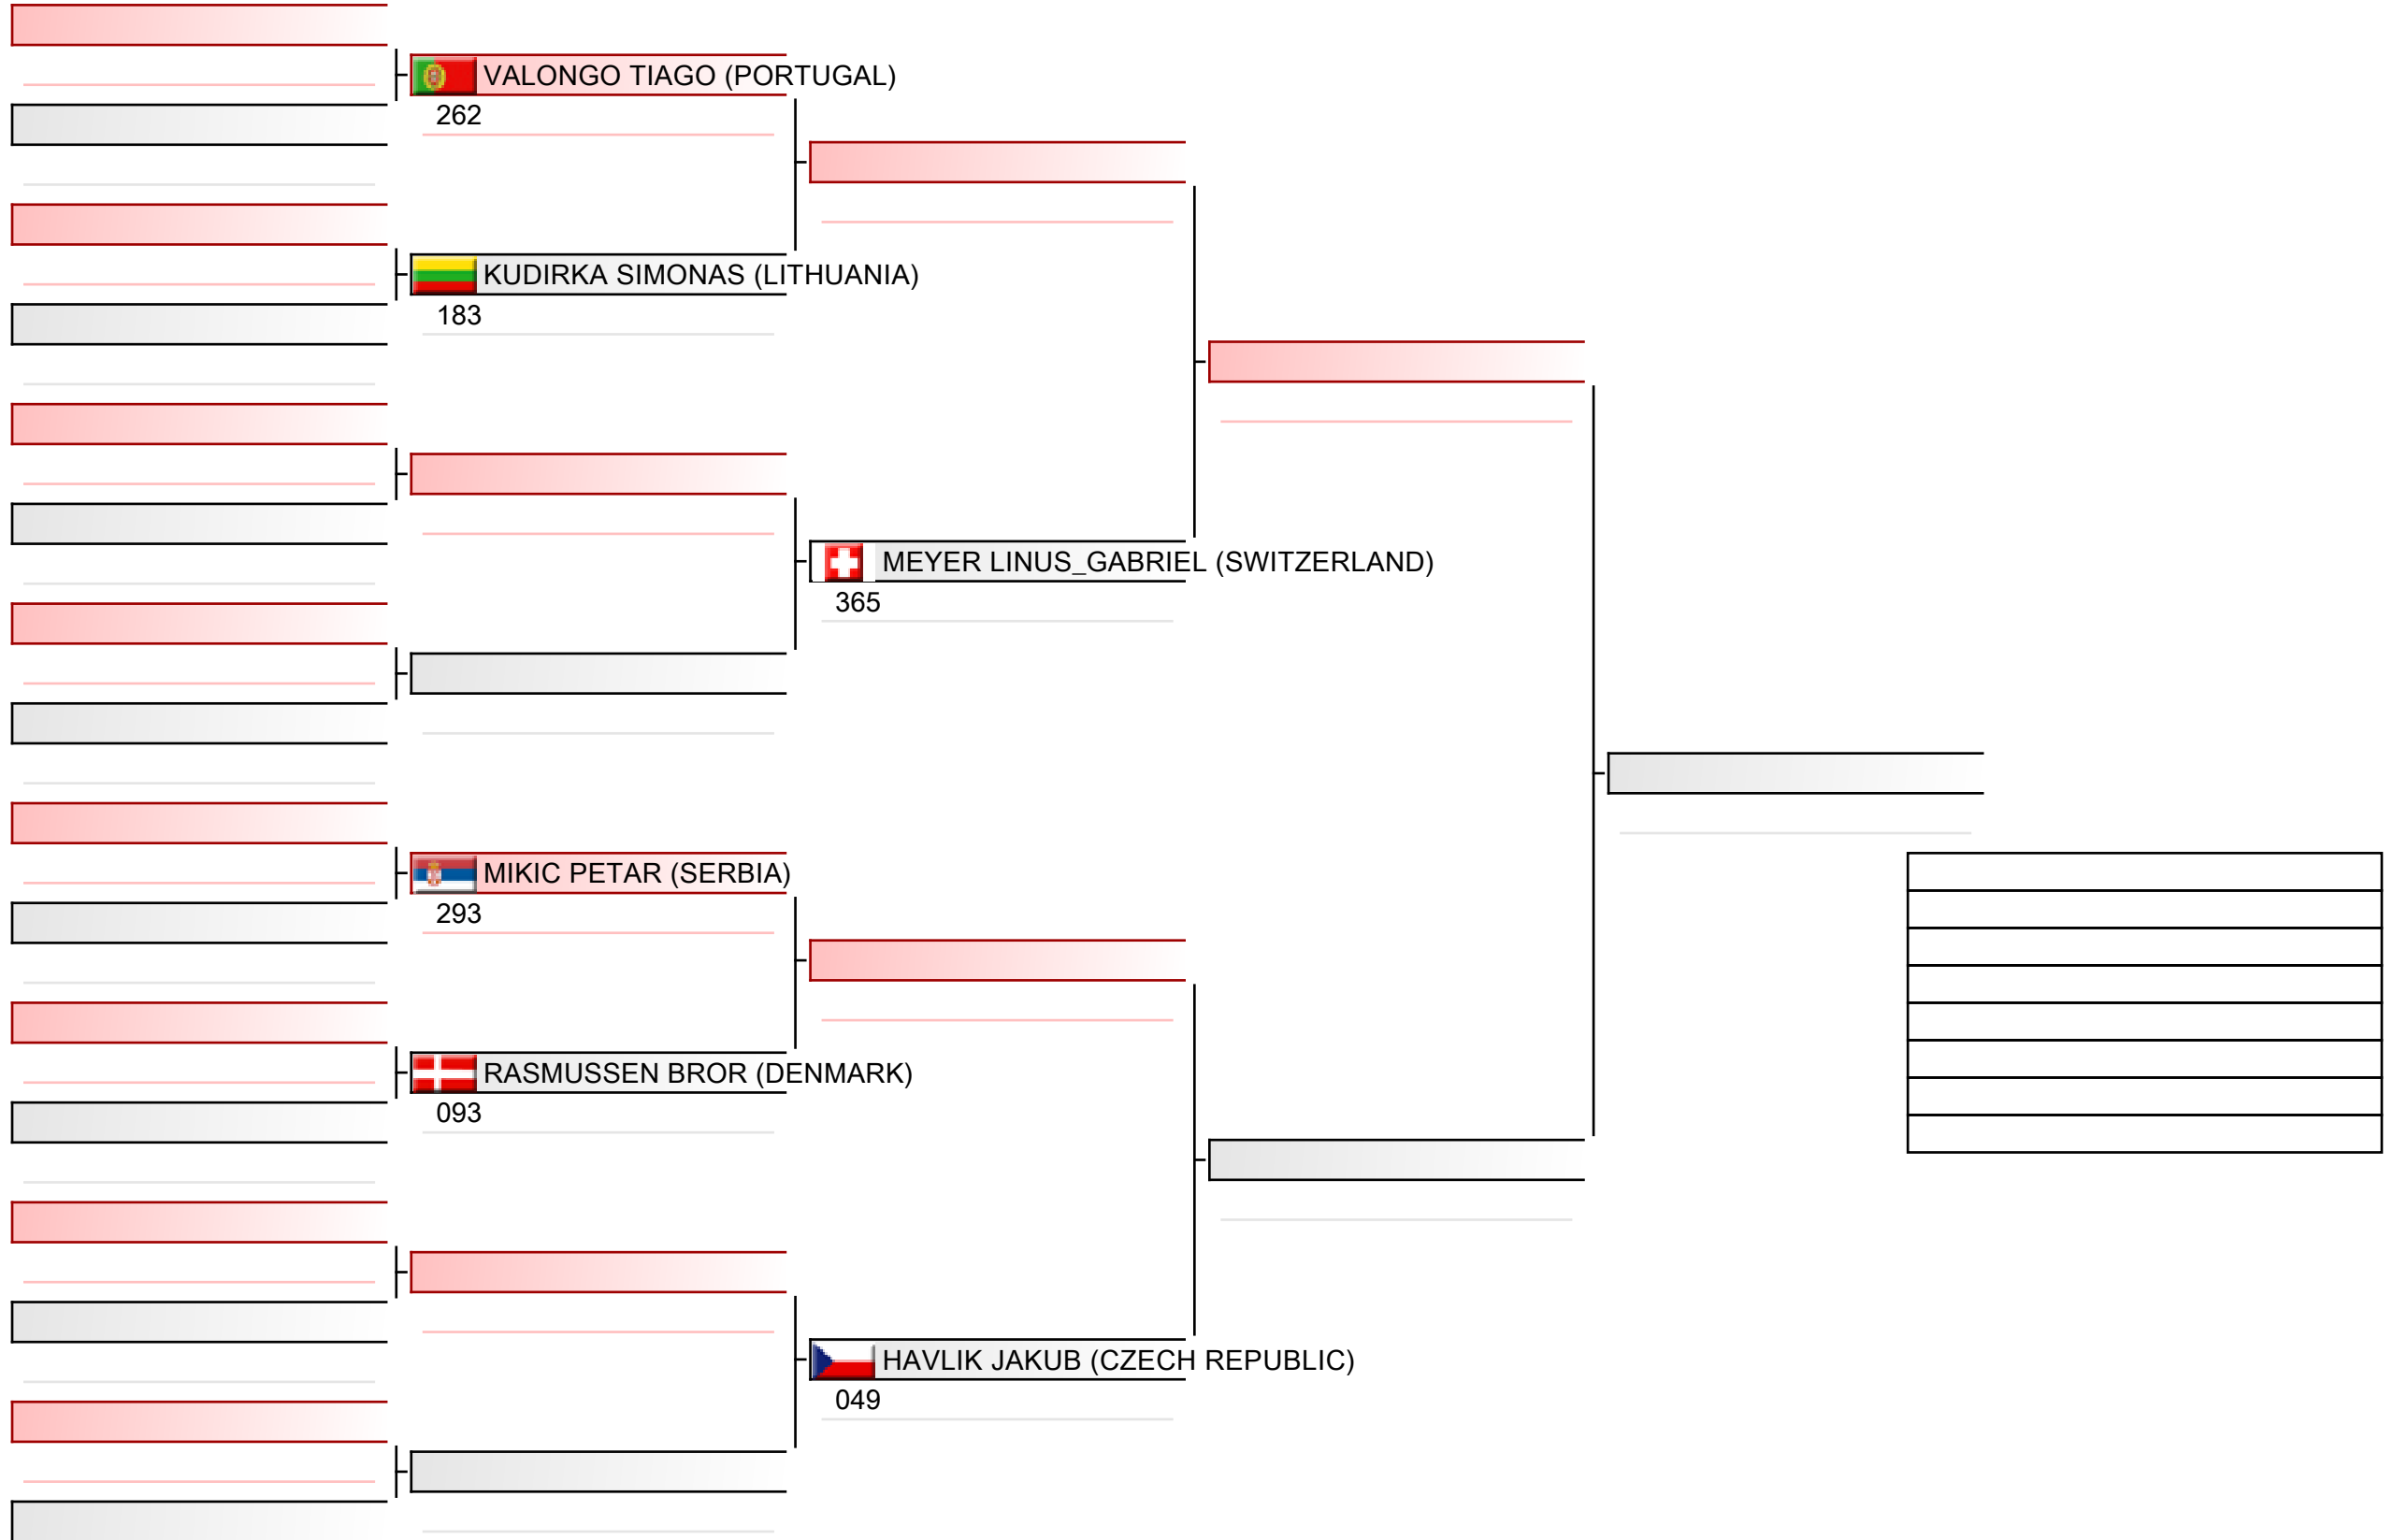 VALONGO TIAGO (PORTUGAL)
262
KUDIRKA SIMONAS (LITHUANIA)
183
MEYER LINUS_GABRIEL (SWITZERLAND)
365
MIKIC PETAR (SERBIA)
293
RASMUSSEN BROR (DENMARK)
093
HAVLIK JAKUB (CZECH REPUBLIC)
049